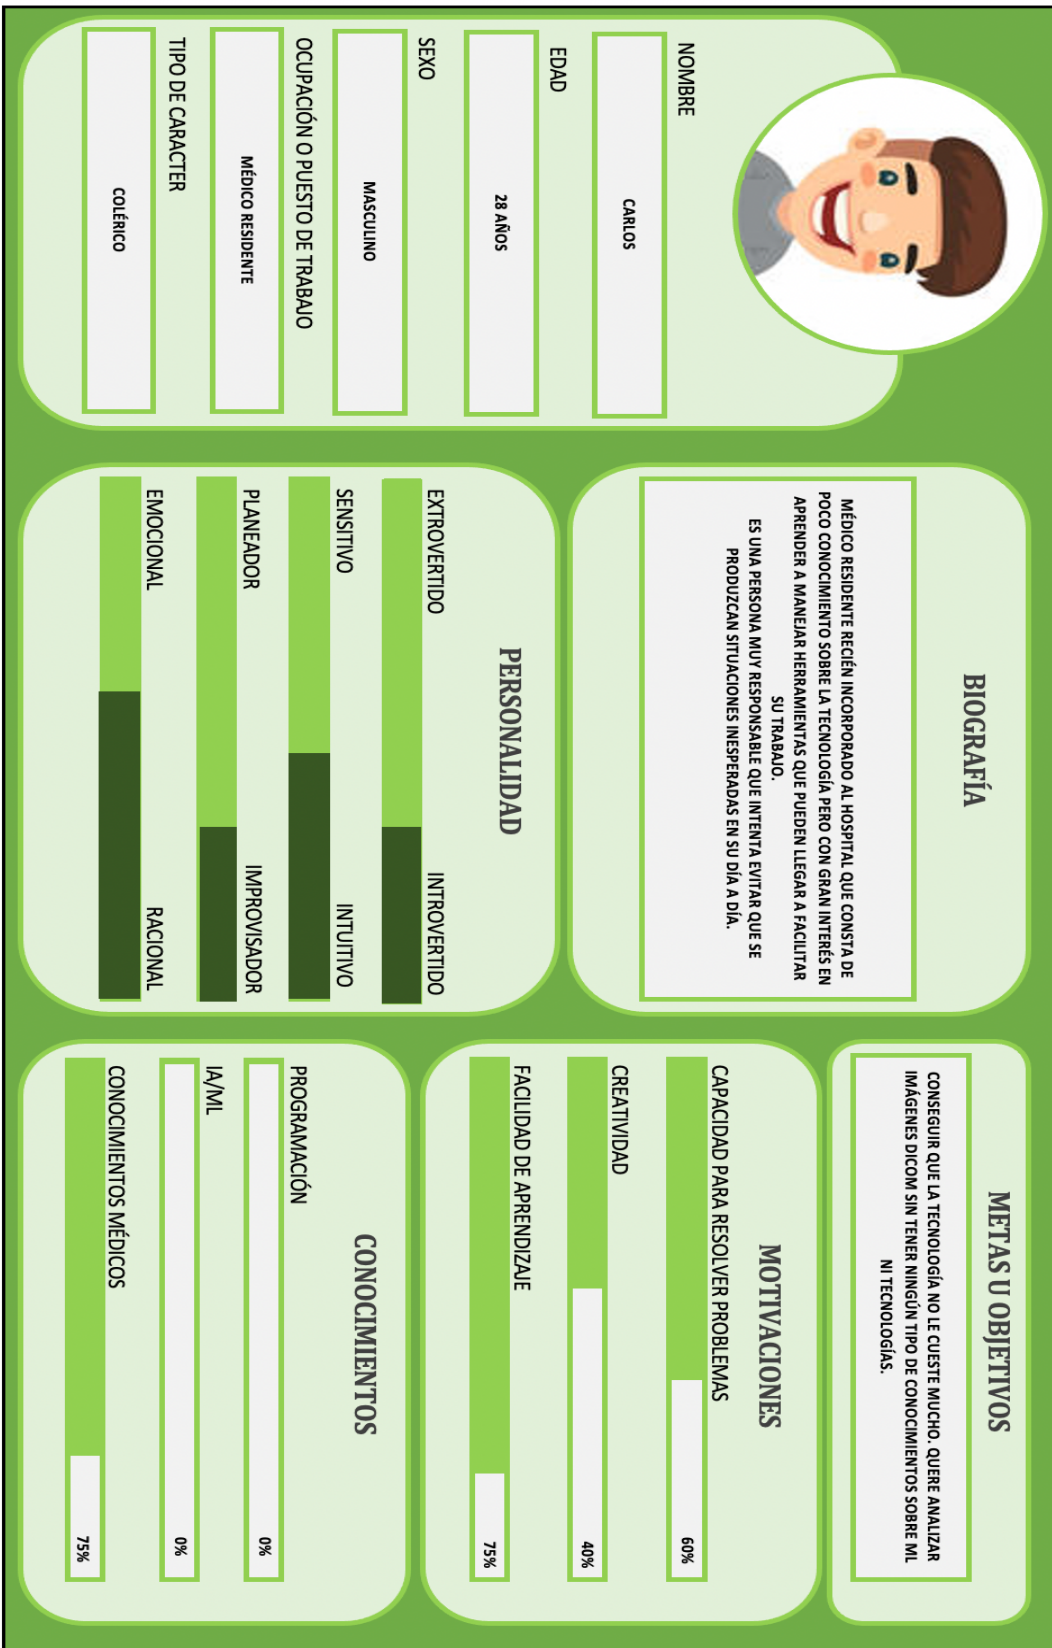 NOMBRE
CARLOS
EDAD
28 AÑOS
SEXO
MASCULINO
OCUPACIÓN O PUESTO DE TRABAJO
MÉDICO RESIDENTE
TIPO DE CARACTER
COLÉRICO
BIOGRAFÍA
MÉDICO RESIDENTE RECIÉN INCORPORADO AL HOSPITAL QUE CONSTA DE
POCO CONOCIMIENTO SOBRE LA TECNOLOGÍA PERO CON GRAN INTERÉS EN
APRENDER A MANEJAR HERRAMIENTAS QUE PUEDEN LLEGAR A FACILITAR
SU TRABAJO.
ES UNA PERSONA MUY RESPONSABLE QUE INTENTA EVITAR QUE SE
PRODUZCAN SITUACIONES INESPERADAS EN SU DÍA A DÍA.
PERSONALIDAD
EXTROVERTIDO INTROVERTIDO
SENSITIVO INTUITIVO
PLANEADOR IMPROVISADOR
EMOCIONAL RACIONAL
METAS U OBJETIVOS
CONSEGUIR QUE LA TECNOLOGÍA NO LE CUESTE MUCHO. QUERE ANALIZAR
IMÁGENES DICOM SIN TENER NINGÚN TIPO DE CONOCIMIENTOS SOBRE ML
NI TECNOLOGÍAS.
MOTIVACIONES
CAPACIDAD PARA RESOLVER PROBLEMAS
60%
CREATIVIDAD
40%
FACILIDAD DE APRENDIZAJE
75%
CONOCIMIENTOS
PROGRAMACIÓN
0%
IA/ML
0%
CONOCIMIENTOS MÉDICOS
75%